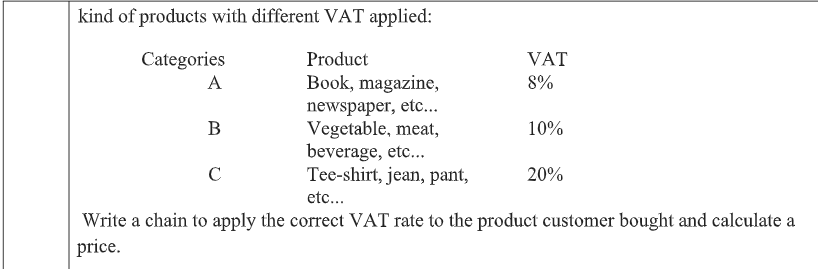 kind of products with different VAT applied:
Categories Product VAT
A Book, magazine, 8%
newspaper, etc...
B Vegetable, meat, 10%
beverage, etc...
C Tee-shirt, jean, pant, 20%
etc...
Write a chain to apply the correct VAT rate to the product customer bought and calculate a
price.